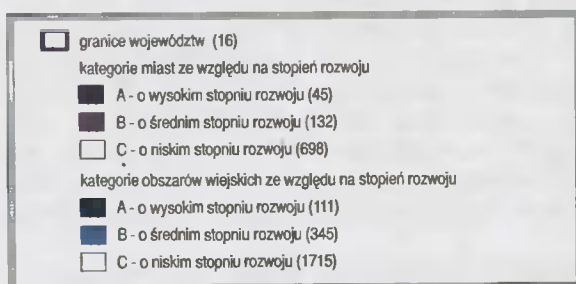 granice województw (16)
kategorie miast ze względu na stopień rozwoju
A - o wysokim stopniu rozwoju (45)
B - o średnim stopniu rozwoju (132)
C - o niskim stopniu rozwoju (698)
kategorie obszarów wiejskich ze względu na stopień rozwoju
A - o wysokim stopniu rozwoju (111)
B - o średnim stopniu rozwoju (345)
C - o niskim stopniu rozwoju (1715)